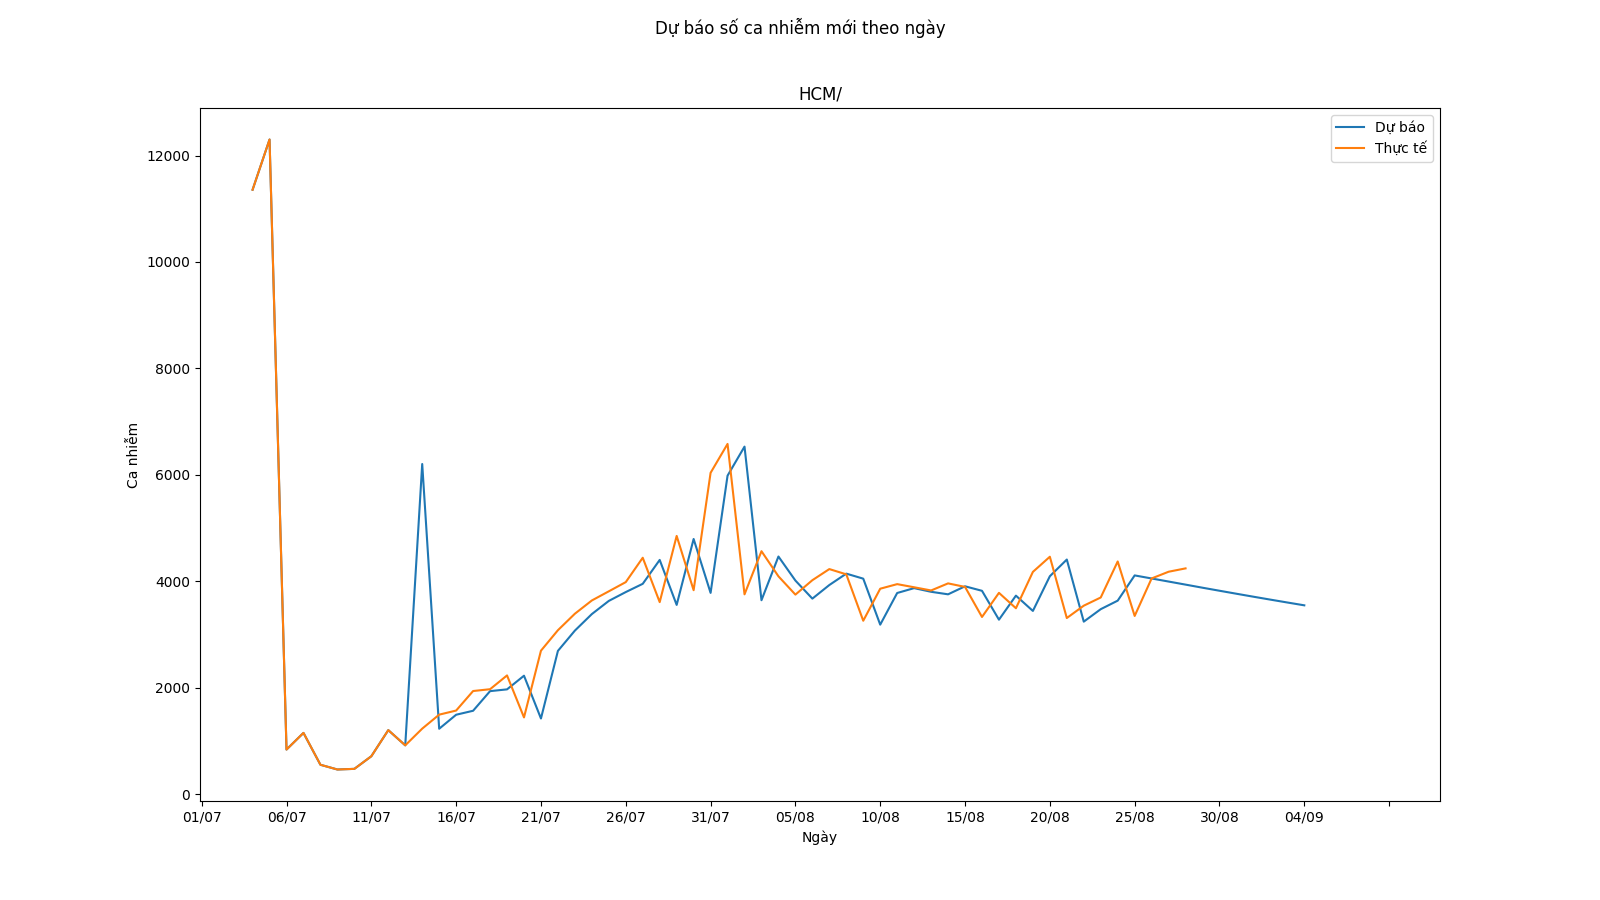 Dự báo số ca nhiễm mới theo ngày
HCM/
Dự báo
Thực tế
12000
10000
8000
6000
4000
2000
0
Ca nhiễm
01/07 06/07 11/07 16/07 21/07 26/07 31/07 05/08 10/08 15/08 20/08 25/08 30/08 04/09
Ngày